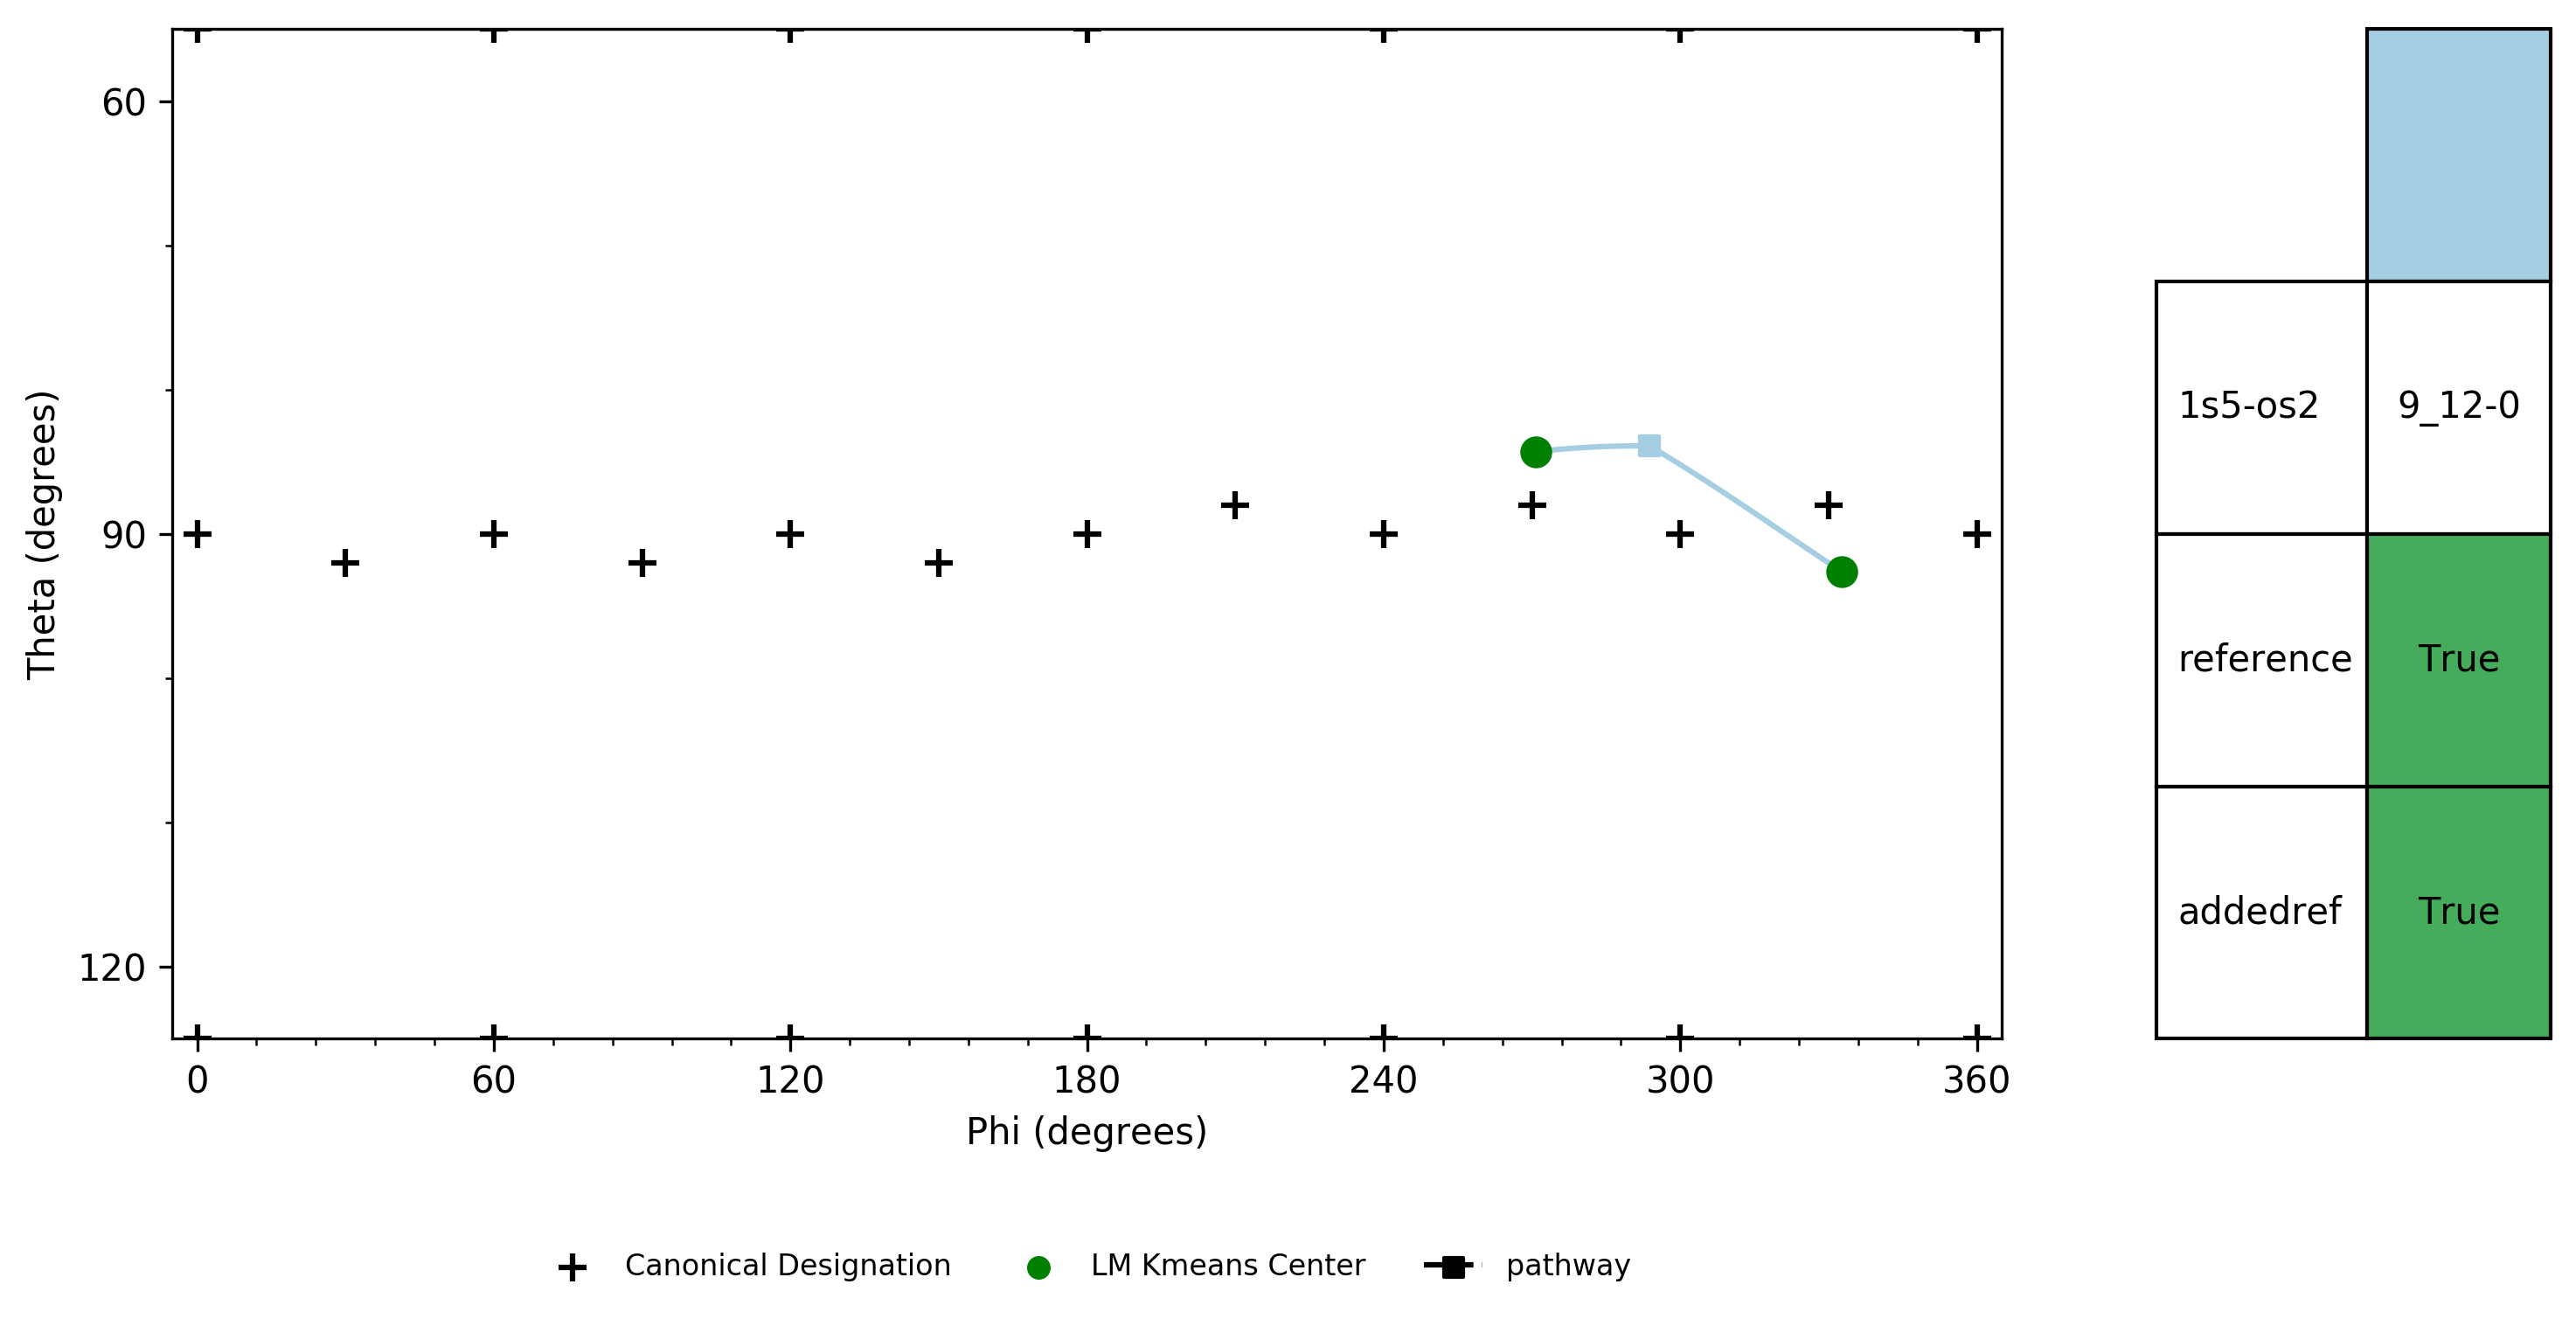 60
90
120
Theta (degrees)
0 60 120 180 240 300 360
Phi (degrees)
Canonical Designation LM Kmeans Center pathway
1s5-os2 9_12-0
reference True
addedref True